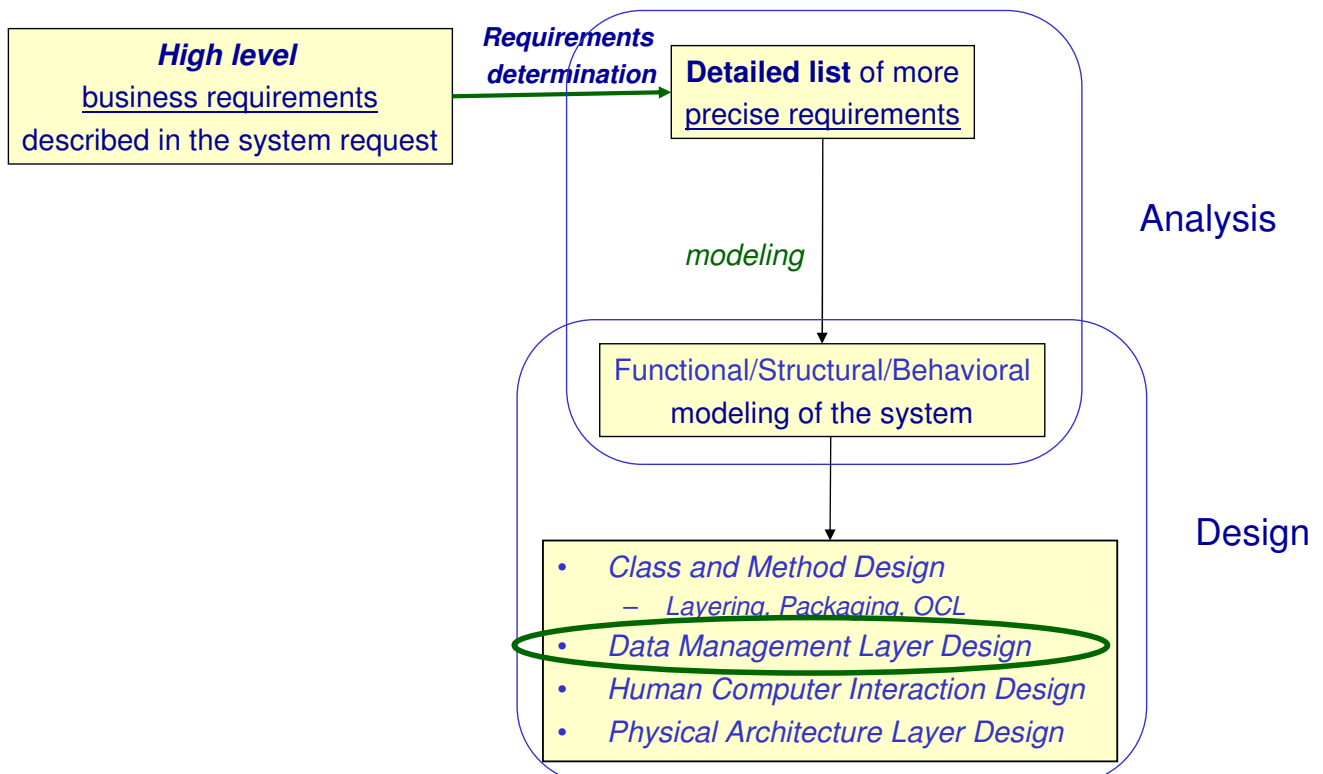 High level
business requirements
described in the system request
Requirements
determination
Detailed list of more
precise requirements
Analysis
modeling
Functional/Structural/Behavioral
modeling of the system
Design
• Class and Method Design
– Layering, Packaging, OCL
• Data Management Layer Design
• Human Computer Interaction Design
• Physical Architecture Layer Design